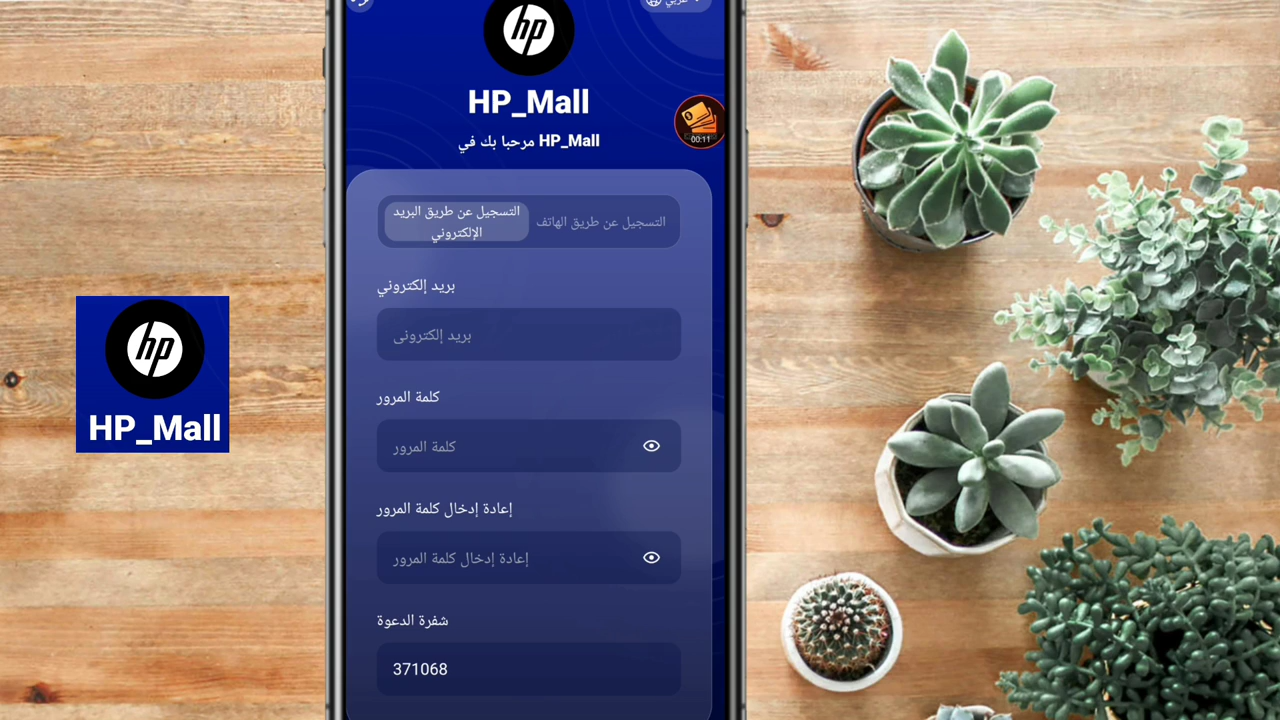 عربي
hp
HP_Mall
مرحبا بك في HP_Mall
00:11
التسجيل عن طريق البريد
الإلكتروني
التسجيل عن طريق الهاتف
بريد إلكتروني
بريد إلكتروني
كلمة المرور
كلمة المرور
إعادة إدخال كلمة المرور
إعادة إدخال كلمة المرور
شفرة الدعوة
371068
hp
HP_Mall